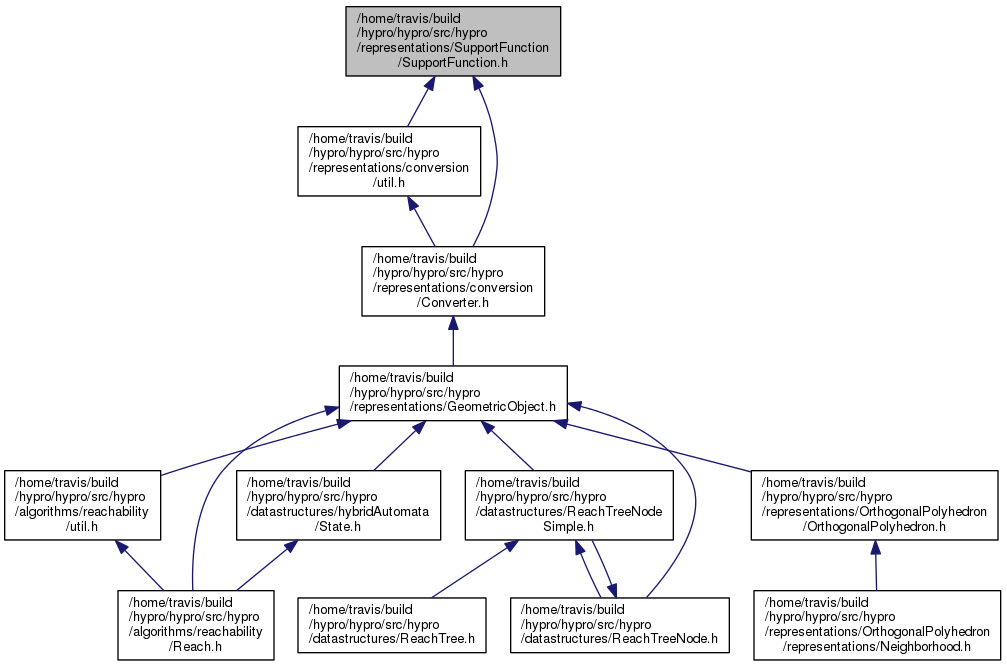 /home/travis/build
/hypro/hypro/src/hypro
/representations/SupportFunction
/SupportFunction.h
/home/travis/build
/hypro/hypro/src/hypro
/representations/conversion
/util.h
/home/travis/build
/hypro/hypro/src/hypro
/representations/conversion
/Converter.h
/home/travis/build
/hypro/hypro/src/hypro
/representations/GeometricObject.h
/home/travis/build
/hypro/hypro/src/hypro
/algorithms/reachability
/util.h
/home/travis/build
/hypro/hypro/src/hypro
/datastructures/hybridAutomata
/State.h
/home/travis/build
/hypro/hypro/src/hypro
/datastructures/ReachTreeNode
Simple.h
/home/travis/build
/hypro/hypro/src/hypro
/representations/OrthogonalPolyhedron
/OrthogonalPolyhedron.h
/home/travis/build
/hypro/hypro/src/hypro
/algorithms/reachability
/Reach.h
/home/travis/build
/hypro/hypro/src/hypro
/datastructures/ReachTree.h
/home/travis/build
/hypro/hypro/src/hypro
/datastructures/ReachTreeNode.h
/home/travis/build
/hypro/hypro/src/hypro
/representations/OrthogonalPolyhedron
/representations/Neighborhood.h